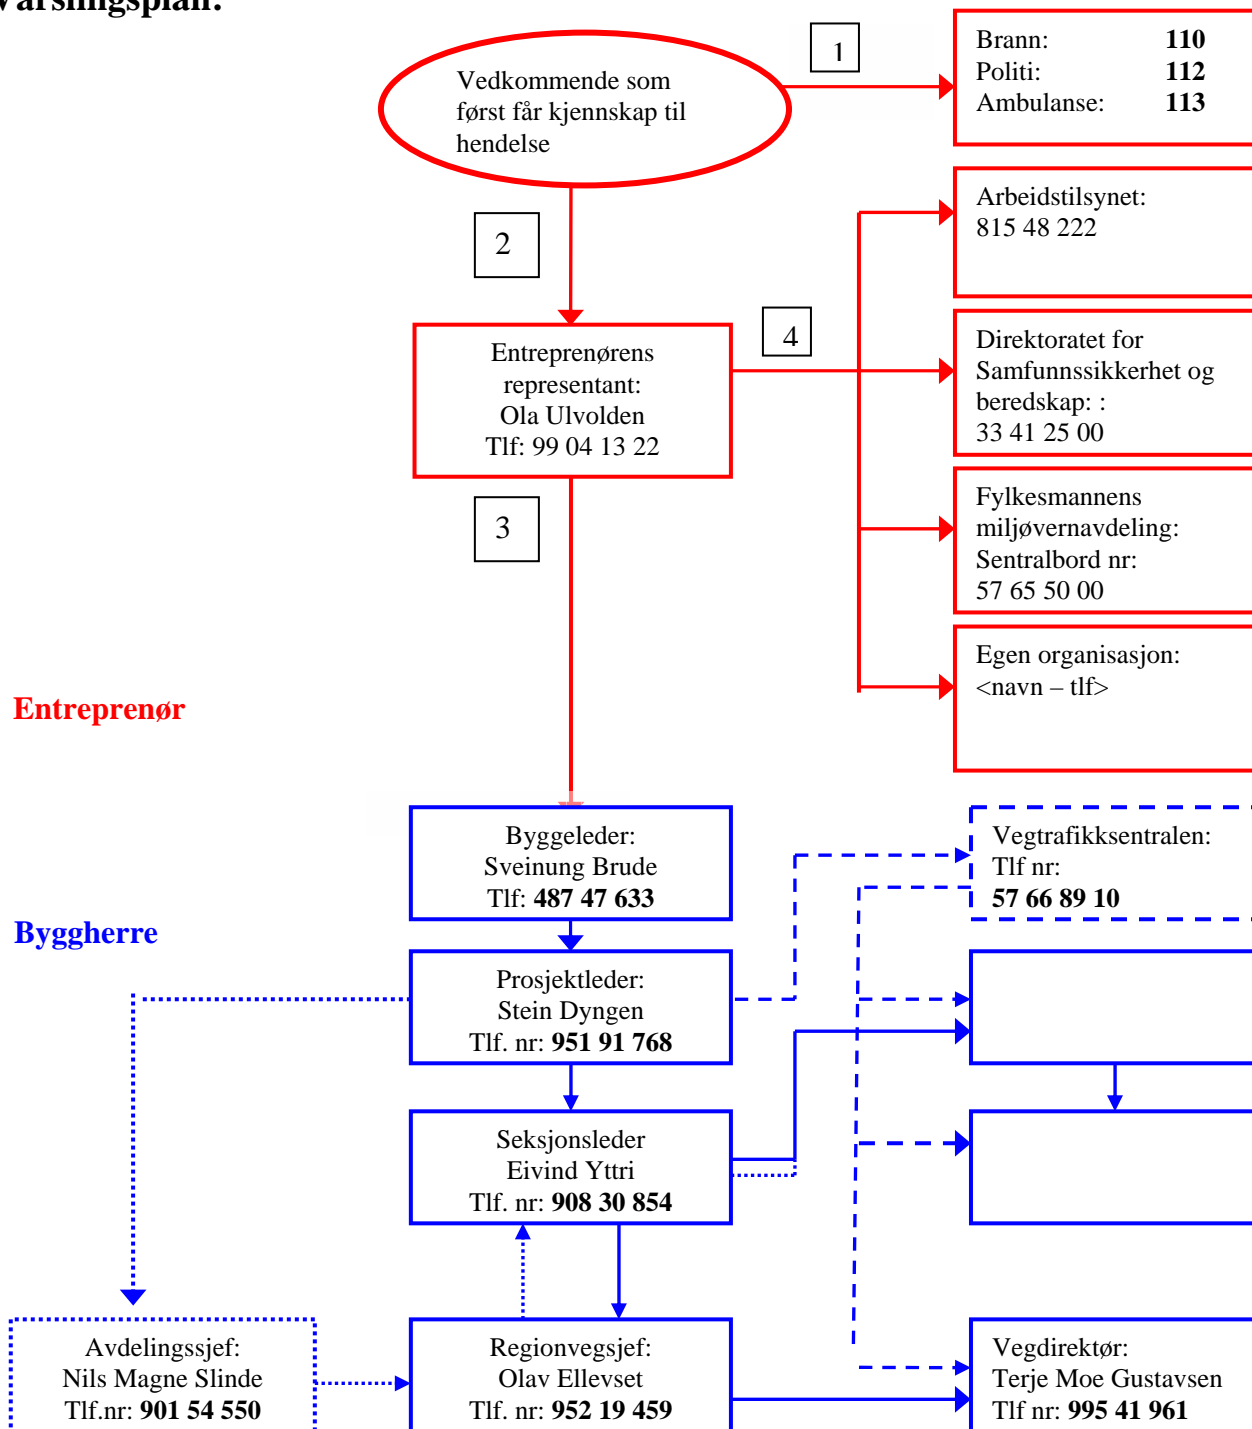 Varslingsplan:
Vedkommende som
først får kjennskap til
hendelse
1
Brann: 110
Politi: 112
Ambulanse: 113
2
Arbeidstilsynet:
815 48 222
Entreprenørens
representant:
Ola Ulvolden
Tlf: 99 04 13 22
4
Direktoratet for
Samfunnssikkerhet og
beredskap: :
33 41 25 00
3
Fylkesmannens
miljøvernavdeling:
Sentralbord nr:
57 65 50 00
Egen organisasjon:
<navn – tlf>
Entreprenør
Byggeleder:
Sveinung Brude
Tlf: 487 47 633
Vegtrafikksentralen:
Tlf nr:
57 66 89 10
Byggherre
Prosjektleder:
Stein Dyngen
Tlf. nr: 951 91 768
Seksjonsleder
Eivind Yttri
Tlf. nr: 908 30 854
Avdelingssjef:
Nils Magne Slinde
Tlf.nr: 901 54 550
Regionvegsjef:
Olav Ellevset
Tlf. nr: 952 19 459
Vegdirektør:
Terje Moe Gustavsen
Tlf nr: 995 41 961